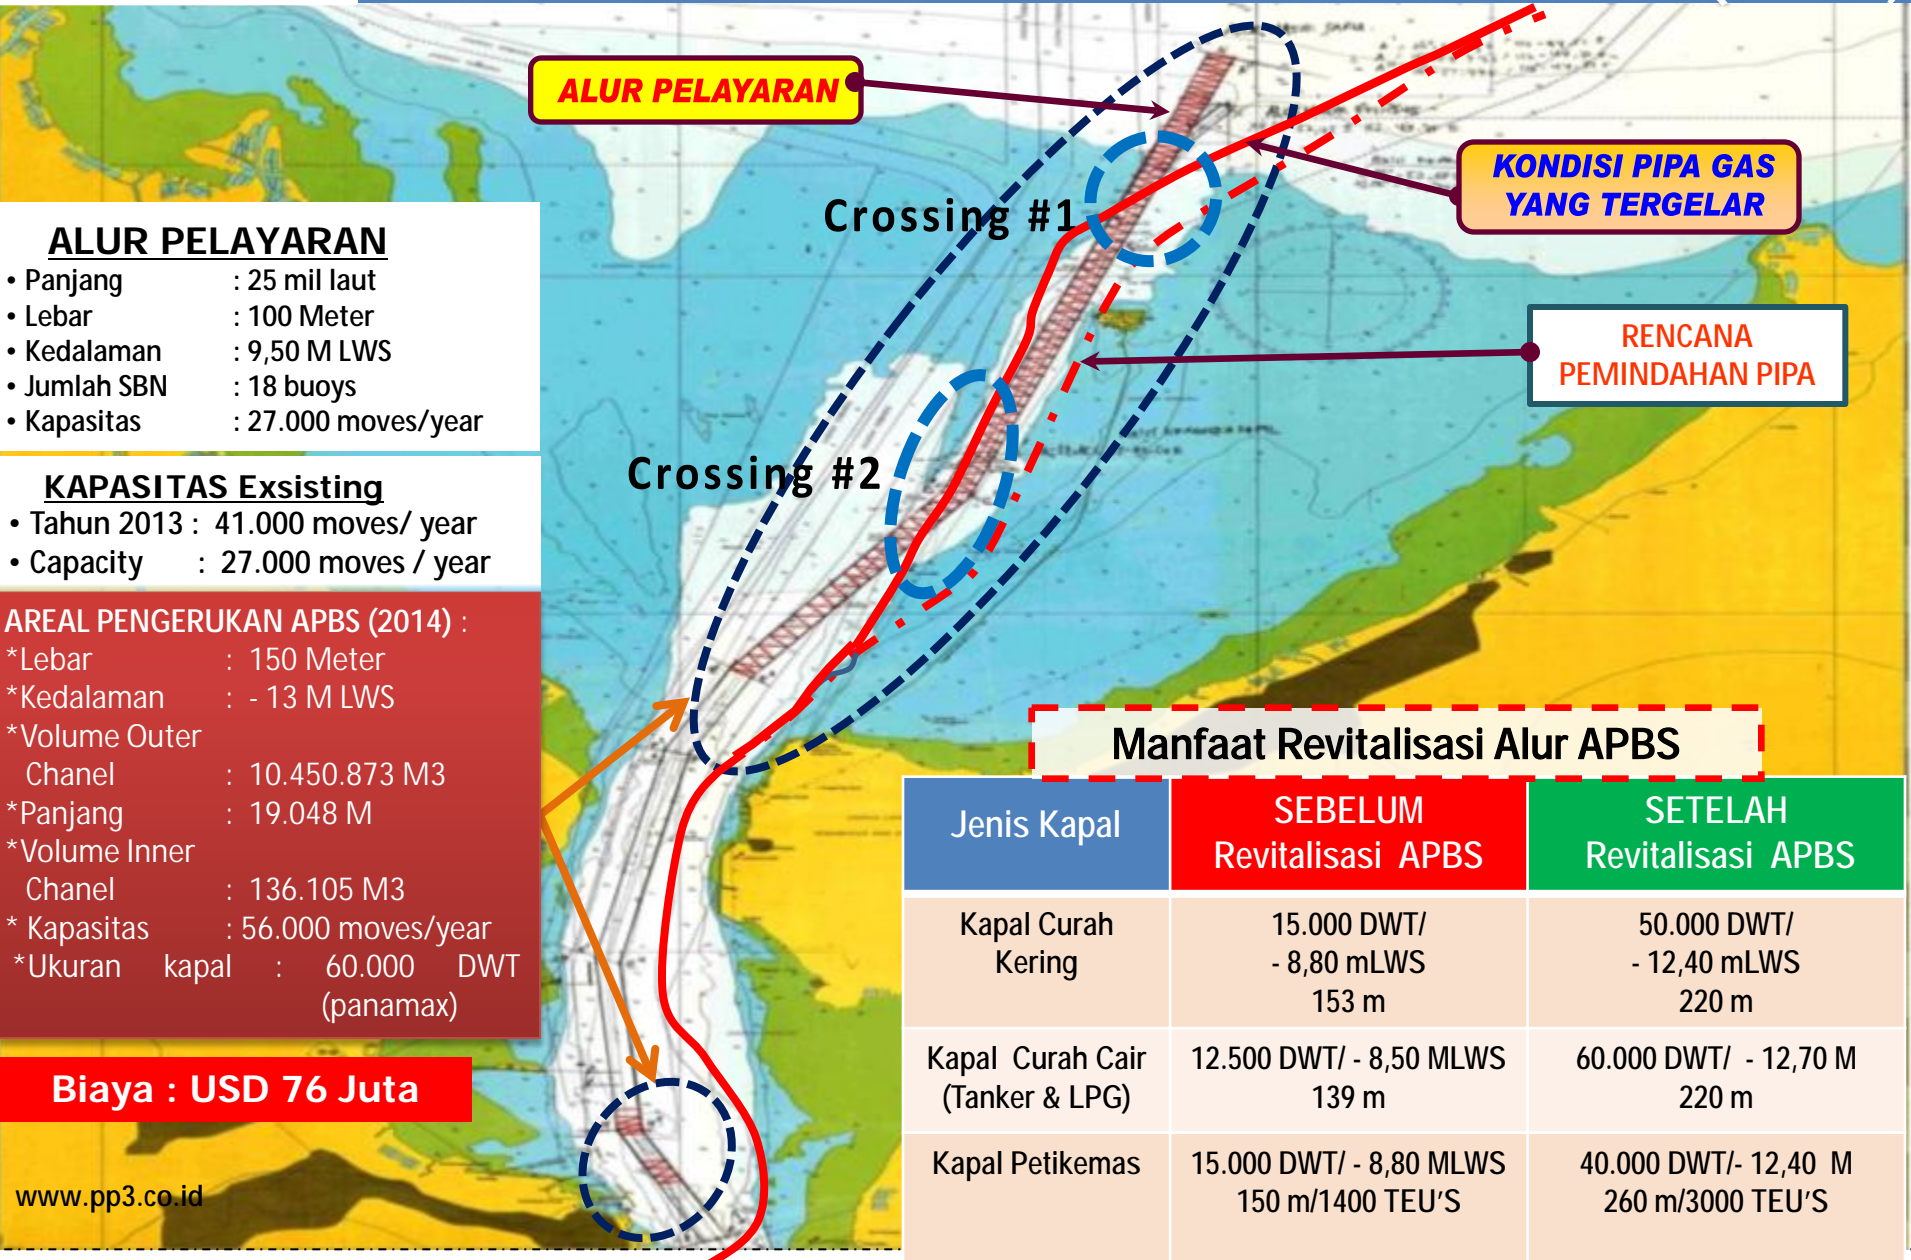 ALUR PELAYARAN
KONDISI PIPA GAS
YANG TERGELAR
Crossing #1
RENCANA
PEMINDAHAN PIPA
Crossing #2
ALUR PELAYARAN
• Panjang : 25 mil laut
• Lebar : 100 Meter
• Kedalaman : 9,50 M LWS
• Jumlah SBN : 18 buoys
• Kapasitas : 27.000 moves/year
KAPASITAS Exsisting
• Tahun 2013 : 41.000 moves/ year
• Capacity : 27.000 moves / year
AREAL PENGERUKAN APBS (2014) :
*Lebar : 150 Meter
*Kedalaman : - 13 M LWS
*Volume Outer
Chanel : 10.450.873 M3
*Panjang : 19.048 M
*Volume Inner
Chanel : 136.105 M3
* Kapasitas : 56.000 moves/year
*Ukuran kapal : 60.000 DWT
(panamax)
Biaya : USD 76 Juta
www.pp3.co.id
Manfaat Revitalisasi Alur APBS
Jenis Kapal
SEBELUM
Revitalisasi APBS
SETELAH
Revitalisasi APBS
Kapal Curah
Kering
15.000 DWT/
- 8,80 mLWS
153 m
50.000 DWT/
- 12,40 mLWS
220 m
Kapal Curah Cair
(Tanker & LPG)
12.500 DWT/ - 8,50 MLWS
139 m
60.000 DWT/ - 12,70 M
220 m
Kapal Petikemas
15.000 DWT/ - 8,80 MLWS
150 m/1400 TEU'S
40.000 DWT/- 12,40 M
260 m/3000 TEU'S